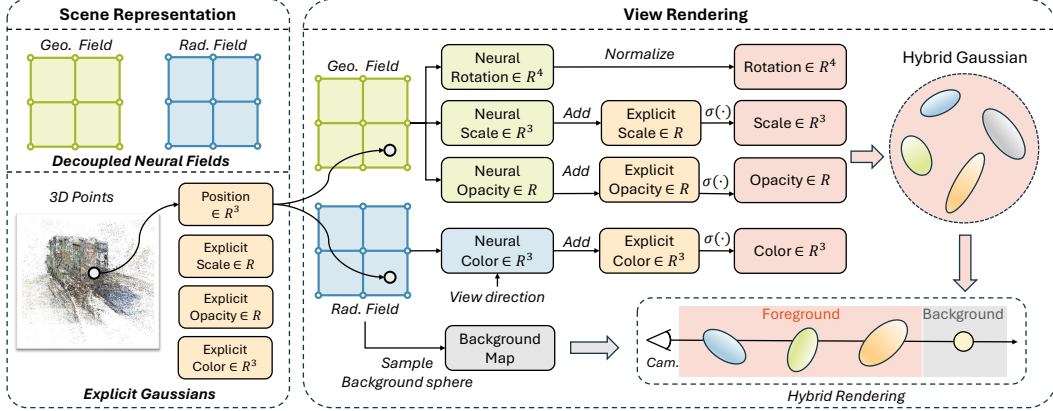 Scene Representation
Geo. Field
Rad. Field
Decoupled Neural Fields
3D Points
Position
∈ R³
Explicit
Scale ∈ R
Explicit
Opacity ∈ R
Explicit
Color ∈ R³
Explicit Gaussians
View Rendering
Geo. Field
Neural
Rotation ∈ R⁴
Normalize
Rotation ∈ R⁴
Neural
Scale ∈ R³
Add
Explicit
Scale ∈ R
σ(·)
Scale ∈ R³
Neural
Opacity ∈ R
Add
Explicit
Opacity ∈ R
σ(·)
Opacity ∈ R
Neural
Color ∈ R³
Add
Explicit
Color ∈ R³
σ(·)
Color ∈ R³
View direction
Rad. Field
Sample
Background sphere
Background
Map
Hybrid Gaussian
Foreground
Background
Cam.
Hybrid Rendering